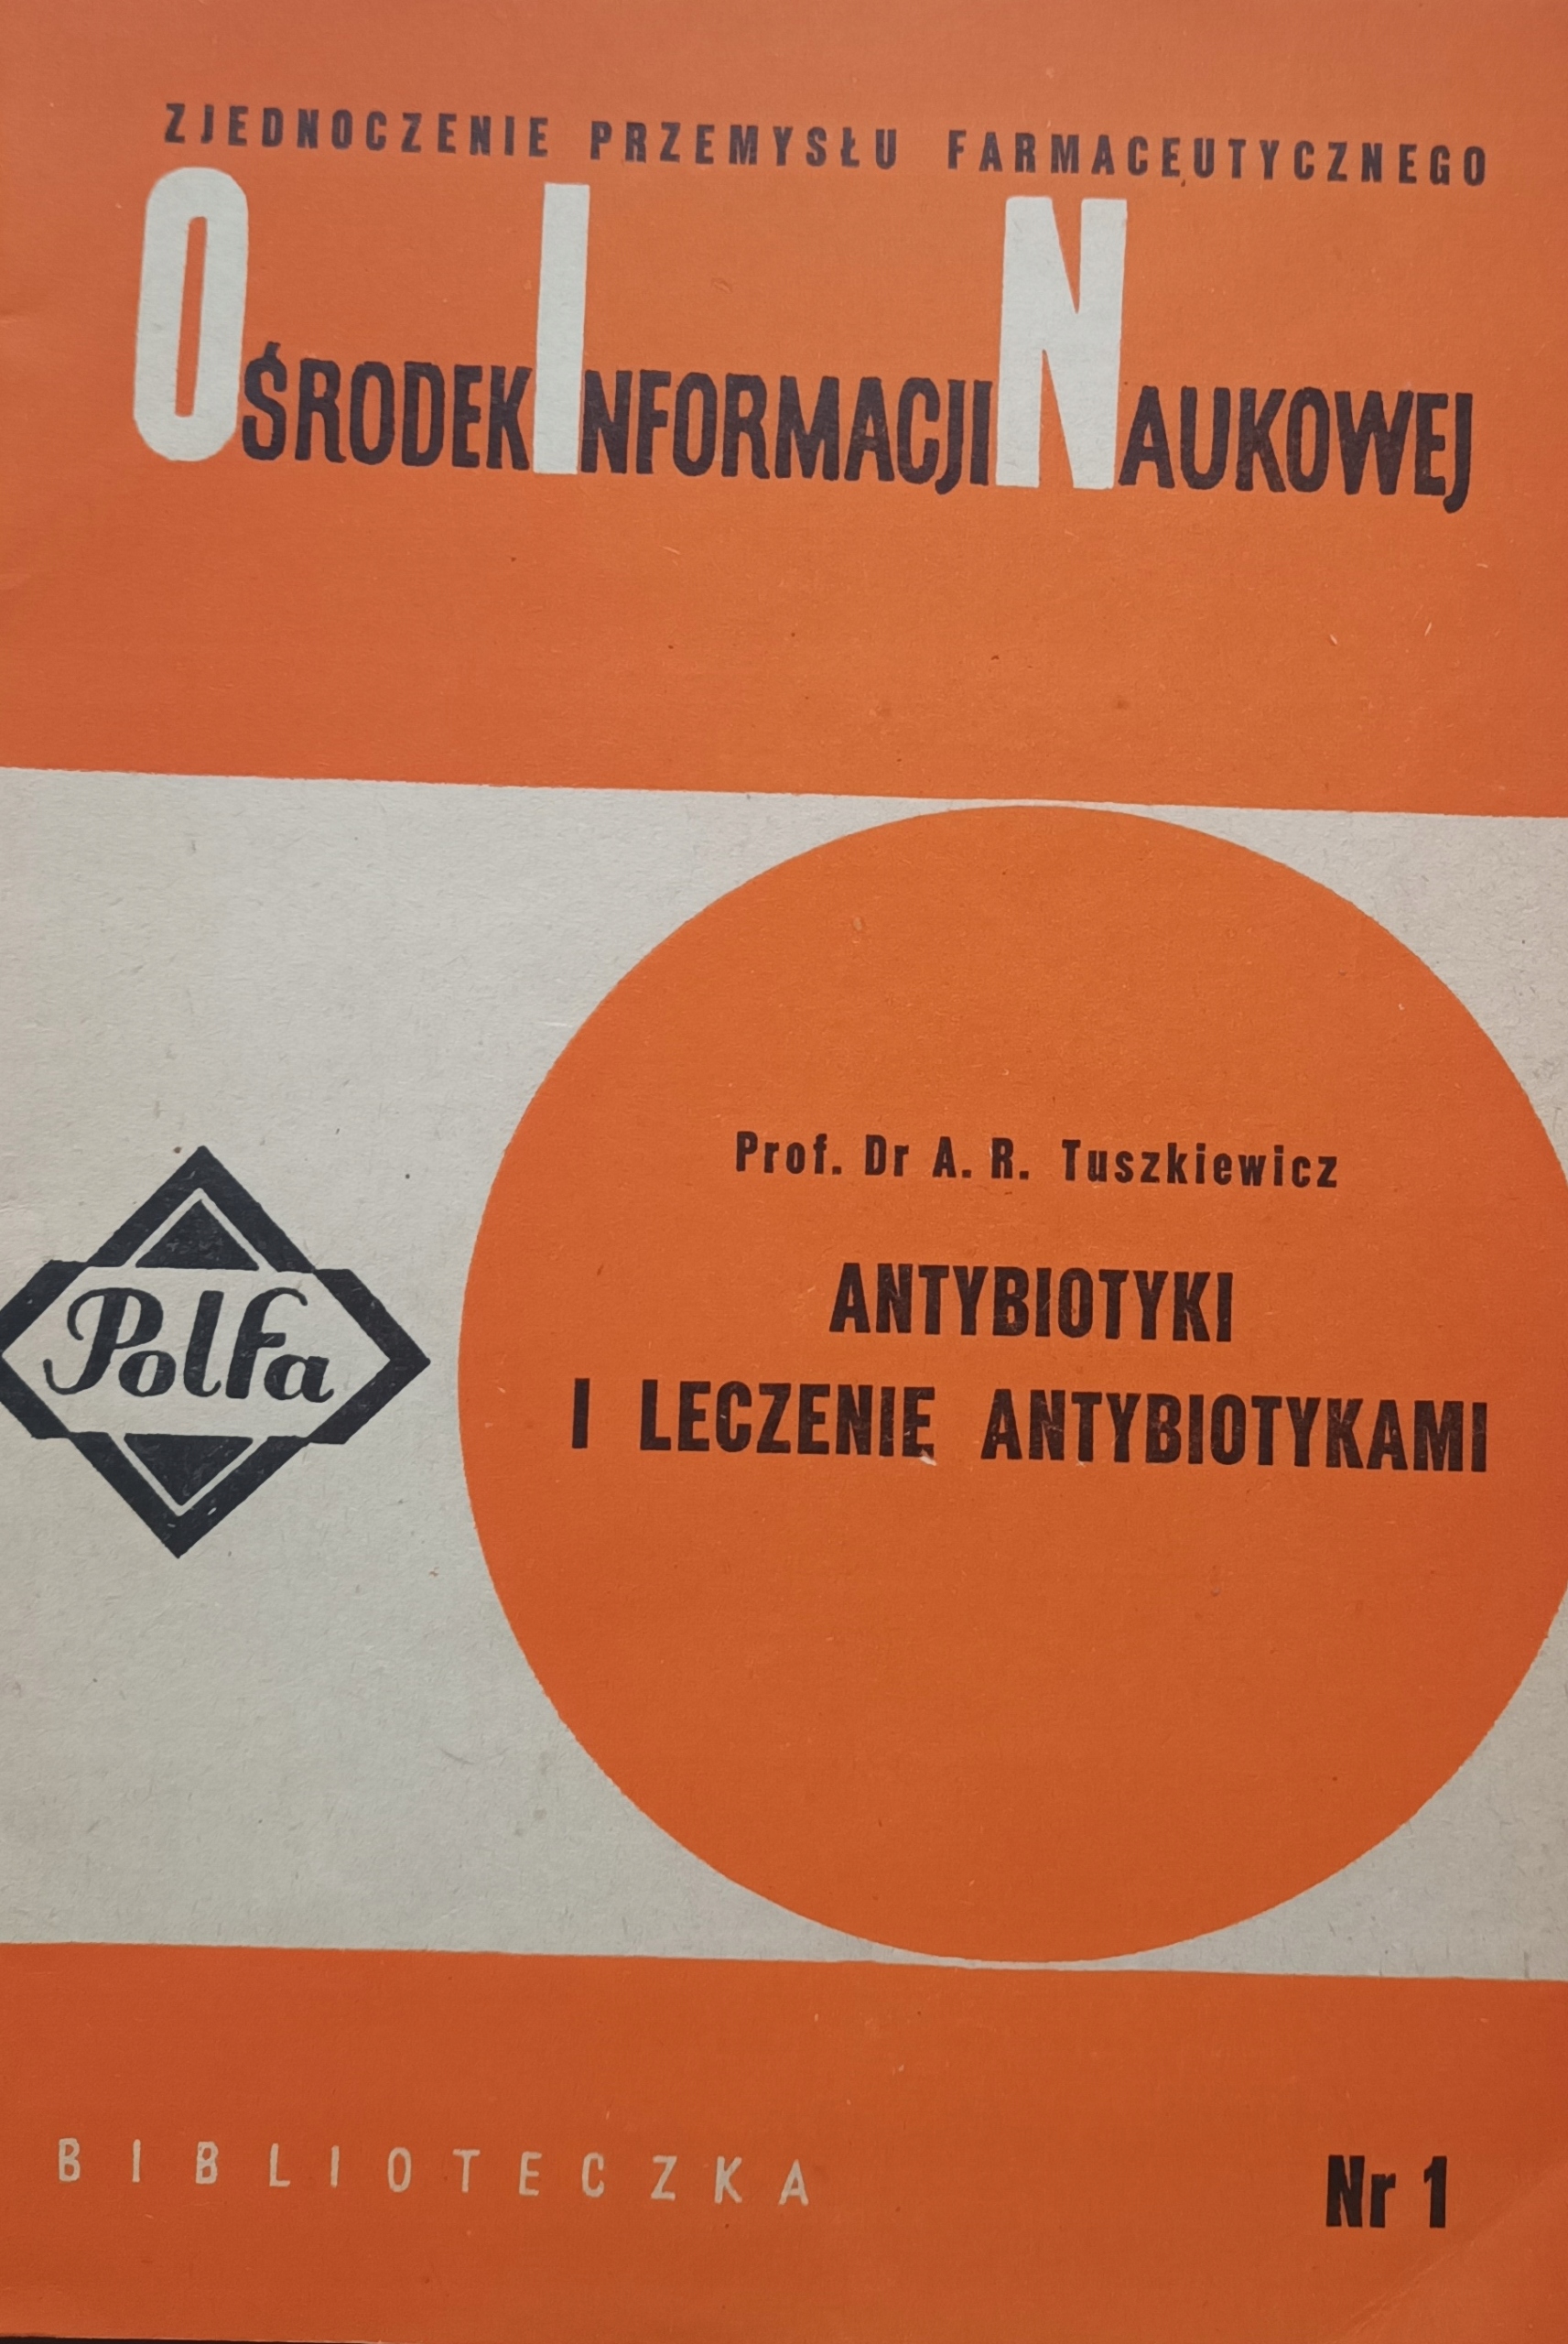 ZJEDNOCZENIE PRZEMYSŁU FARMACEUTYCZNEGO
OŚRODEK INFORMACJI NAUKOWEJ
Prof. Dr A. R. Tuszkiewicz
ANTYBIOTYKI
I LECZENIE ANTYBIOTYKAMI
Polfa
BIBLIOTECZKA
Nr 1